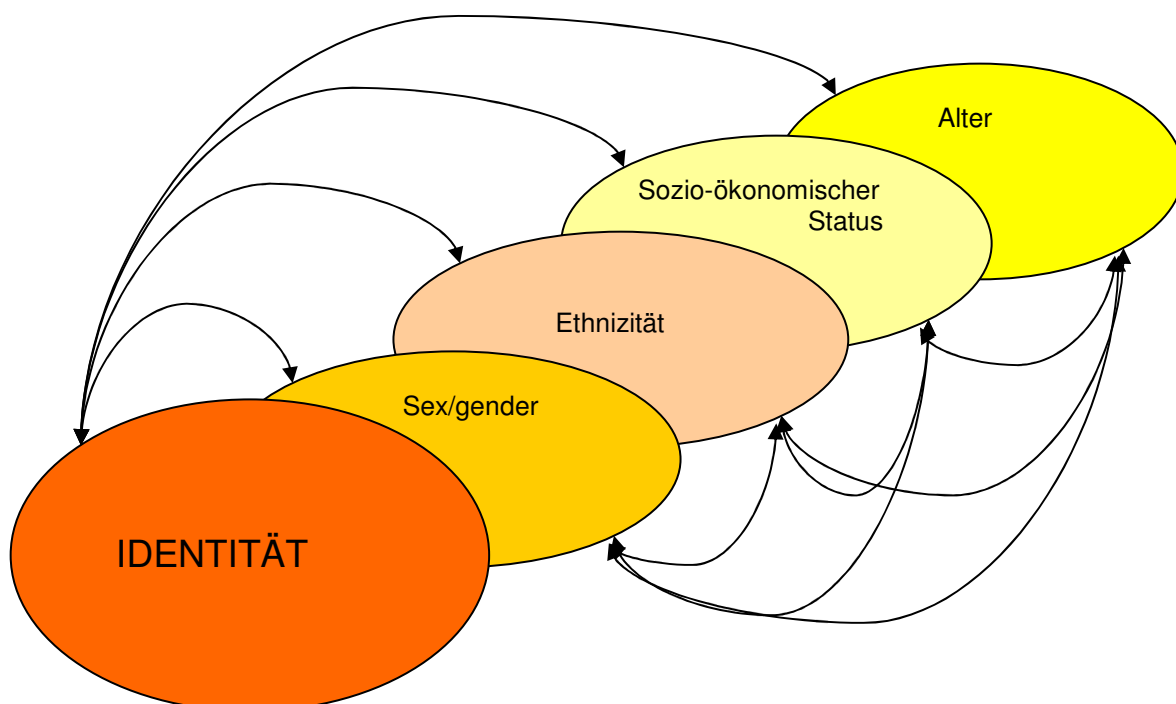 Alter
Sozio-ökonomischer
Status
Ethnizität
Sex/gender
IDENTITÄT